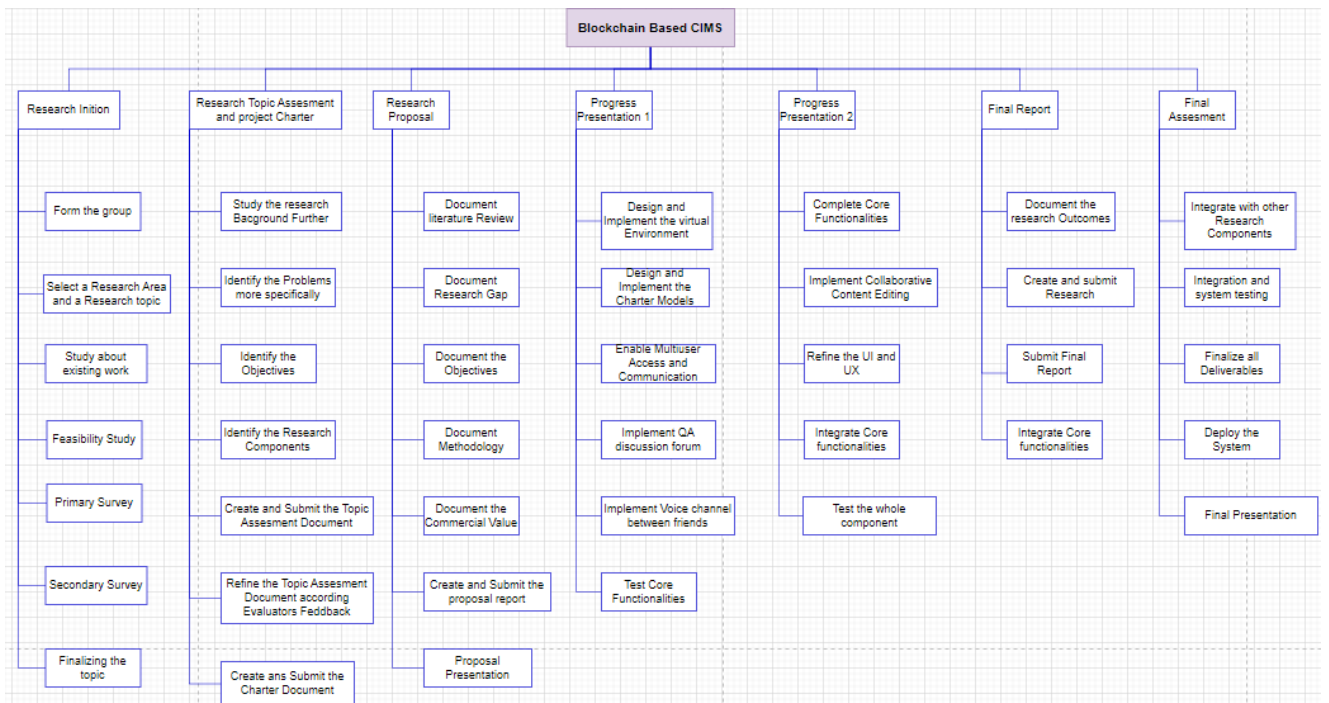 Blockchain Based CIMS
Research Inition
Form the group
Select a Research Area
and a Research topic
Study about
existing work
Feasibility Study
Primary Survey
Secondary Survey
Finalizing the
topic
Research Topic Assesment
and project Charter
Study the research
Bacground Further
Identify the Problems
more specifically
Identify the
Objectives
Identify the Research
Components
Create and Submit the Topic
Assesment Document
Refine the Topic Assesment
Document according
Evaluators Feddback
Create ans Submit the
Charter Document
Research
Proposal
Document
literature Review
Document
Research Gap
Document the
Objectives
Document
Methodology
Document the
Commercial Value
Create and Submit the
proposal report
Proposal
Presentation
Progress
Presentation 1
Design and
Implement the virtual
Environment
Design and
Implement the
Charter Models
Enable Multiuser
Access and
Communication
Implement QA
discussion forum
Implement Voice channel
between friends
Test Core
Functionalities
Progress
Presentation 2
Complete Core
Functionalities
Implement Collaborative
Content Editing
Refine the UI and
UX
Integrate Core
functionalities
Test the whole
component
Final Report
Document the
research Outcomes
Create and submit
Research
Submit Final
Report
Integrate Core
functionalities
Final
Assesment
Integrate with other
Research
Components
Integration and
system testing
Finalize all
Deliverables
Deploy the
System
Final Presentation